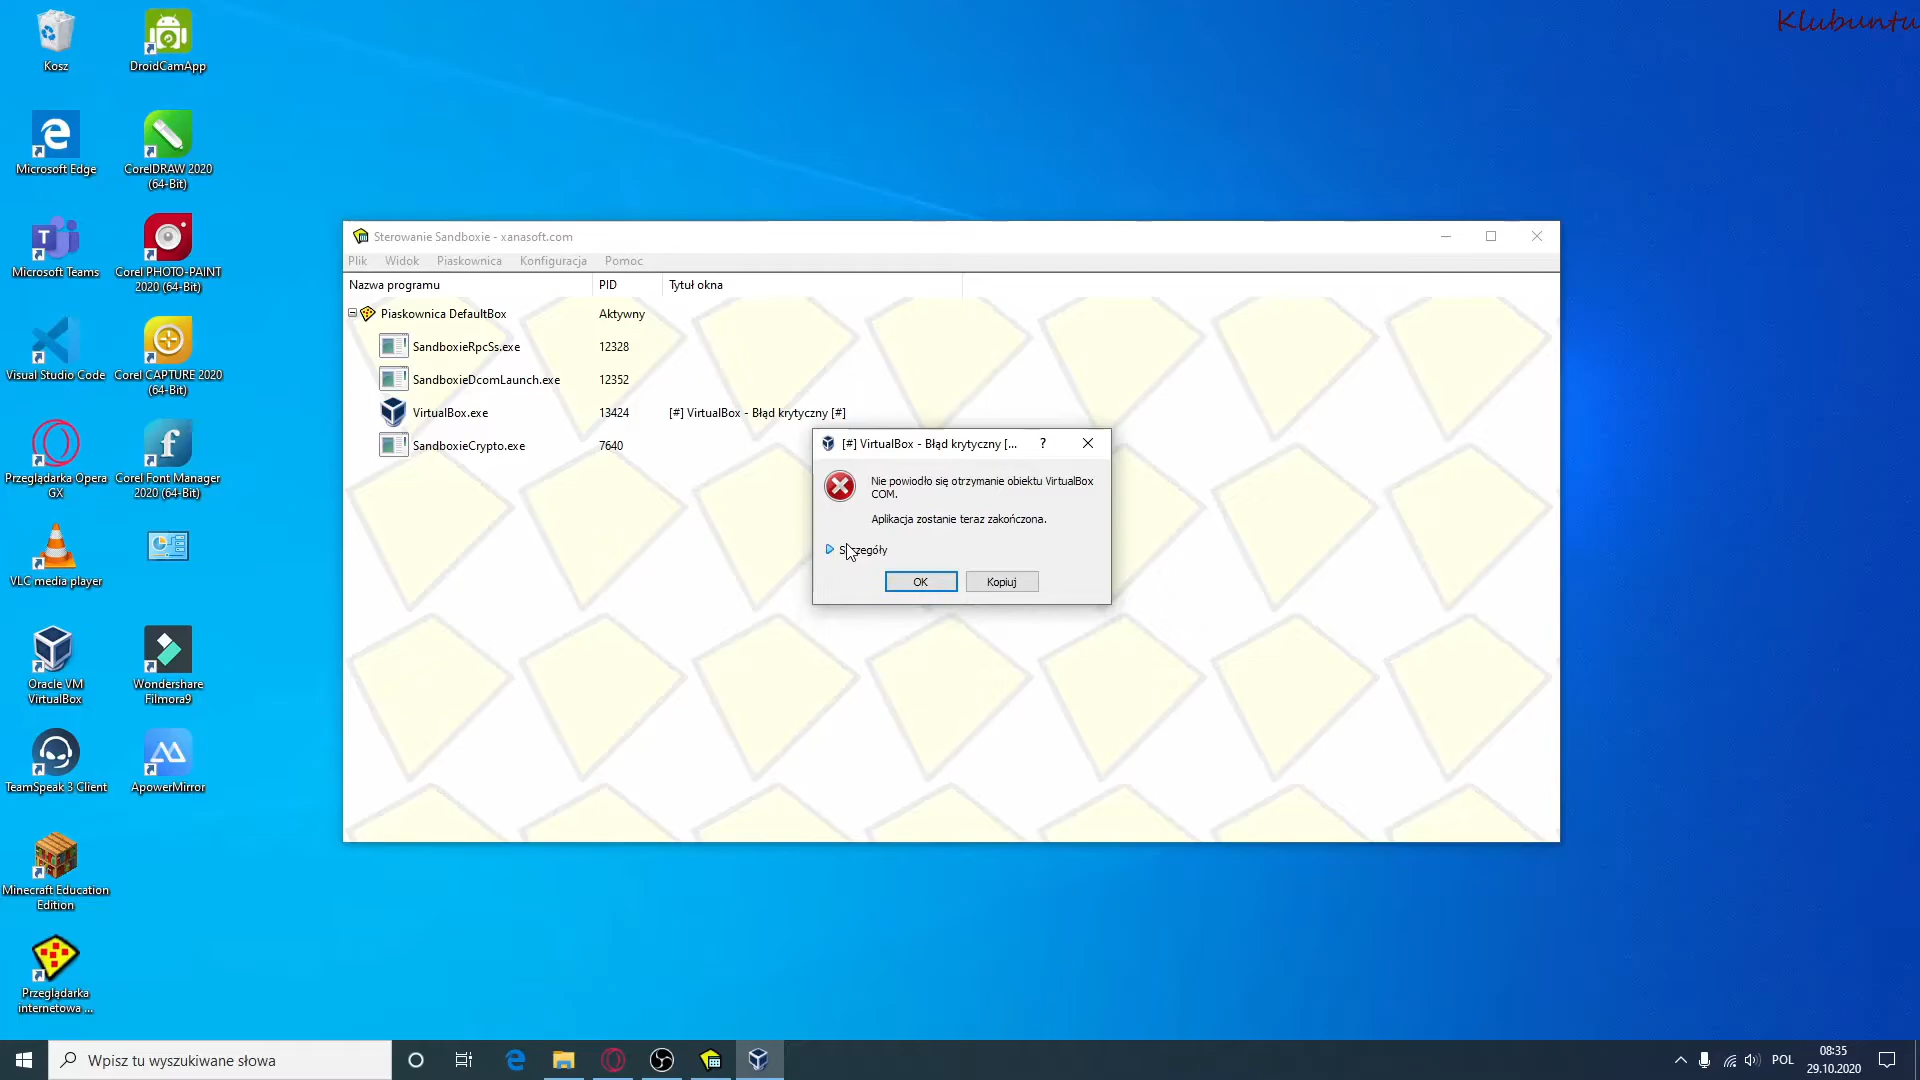 Klubuntu
Kosz
DroidCamApp
Microsoft Edge
CorelDRAW 2020
(64-Bit)
Microsoft Teams
Corel PHOTO-PAINT
2020 (64-Bit)
Visual Studio Code
Corel CAPTURE 2020
(64-Bit)
Przeglądarka Opera
GX
Corel Font Manager
2020 (64-Bit)
VLC media player
Oracle VM
VirtualBox
Wondershare
Filmora9
TeamSpeak 3 Client
ApowerMirror
Minecraft Education
Edition
Przeglądarka
internetowa ...
Sterowanie Sandboxie - xanasoft.com
Plik Widok Piaskownica Konfiguracja Pomoc
Nazwa programu PID Tytuł okna
Piaskownica DefaultBox Aktywny
SandboxieRpcSs.exe 12328
SandboxieDcomLaunch.exe 12352
VirtualBox.exe 13424 [#] VirtualBox - Błąd krytyczny [#]
SandboxieCrypto.exe 7640
[#] VirtualBox - Błąd krytyczny [...
Nie powiodło się otrzymanie obiektu VirtualBox
COM.
Aplikacja zostanie teraz zakończona.
Szczegóły
OK Kopiuj
Wpisz tu wyszukiwane słowa
POL
08:35
29.10.2020